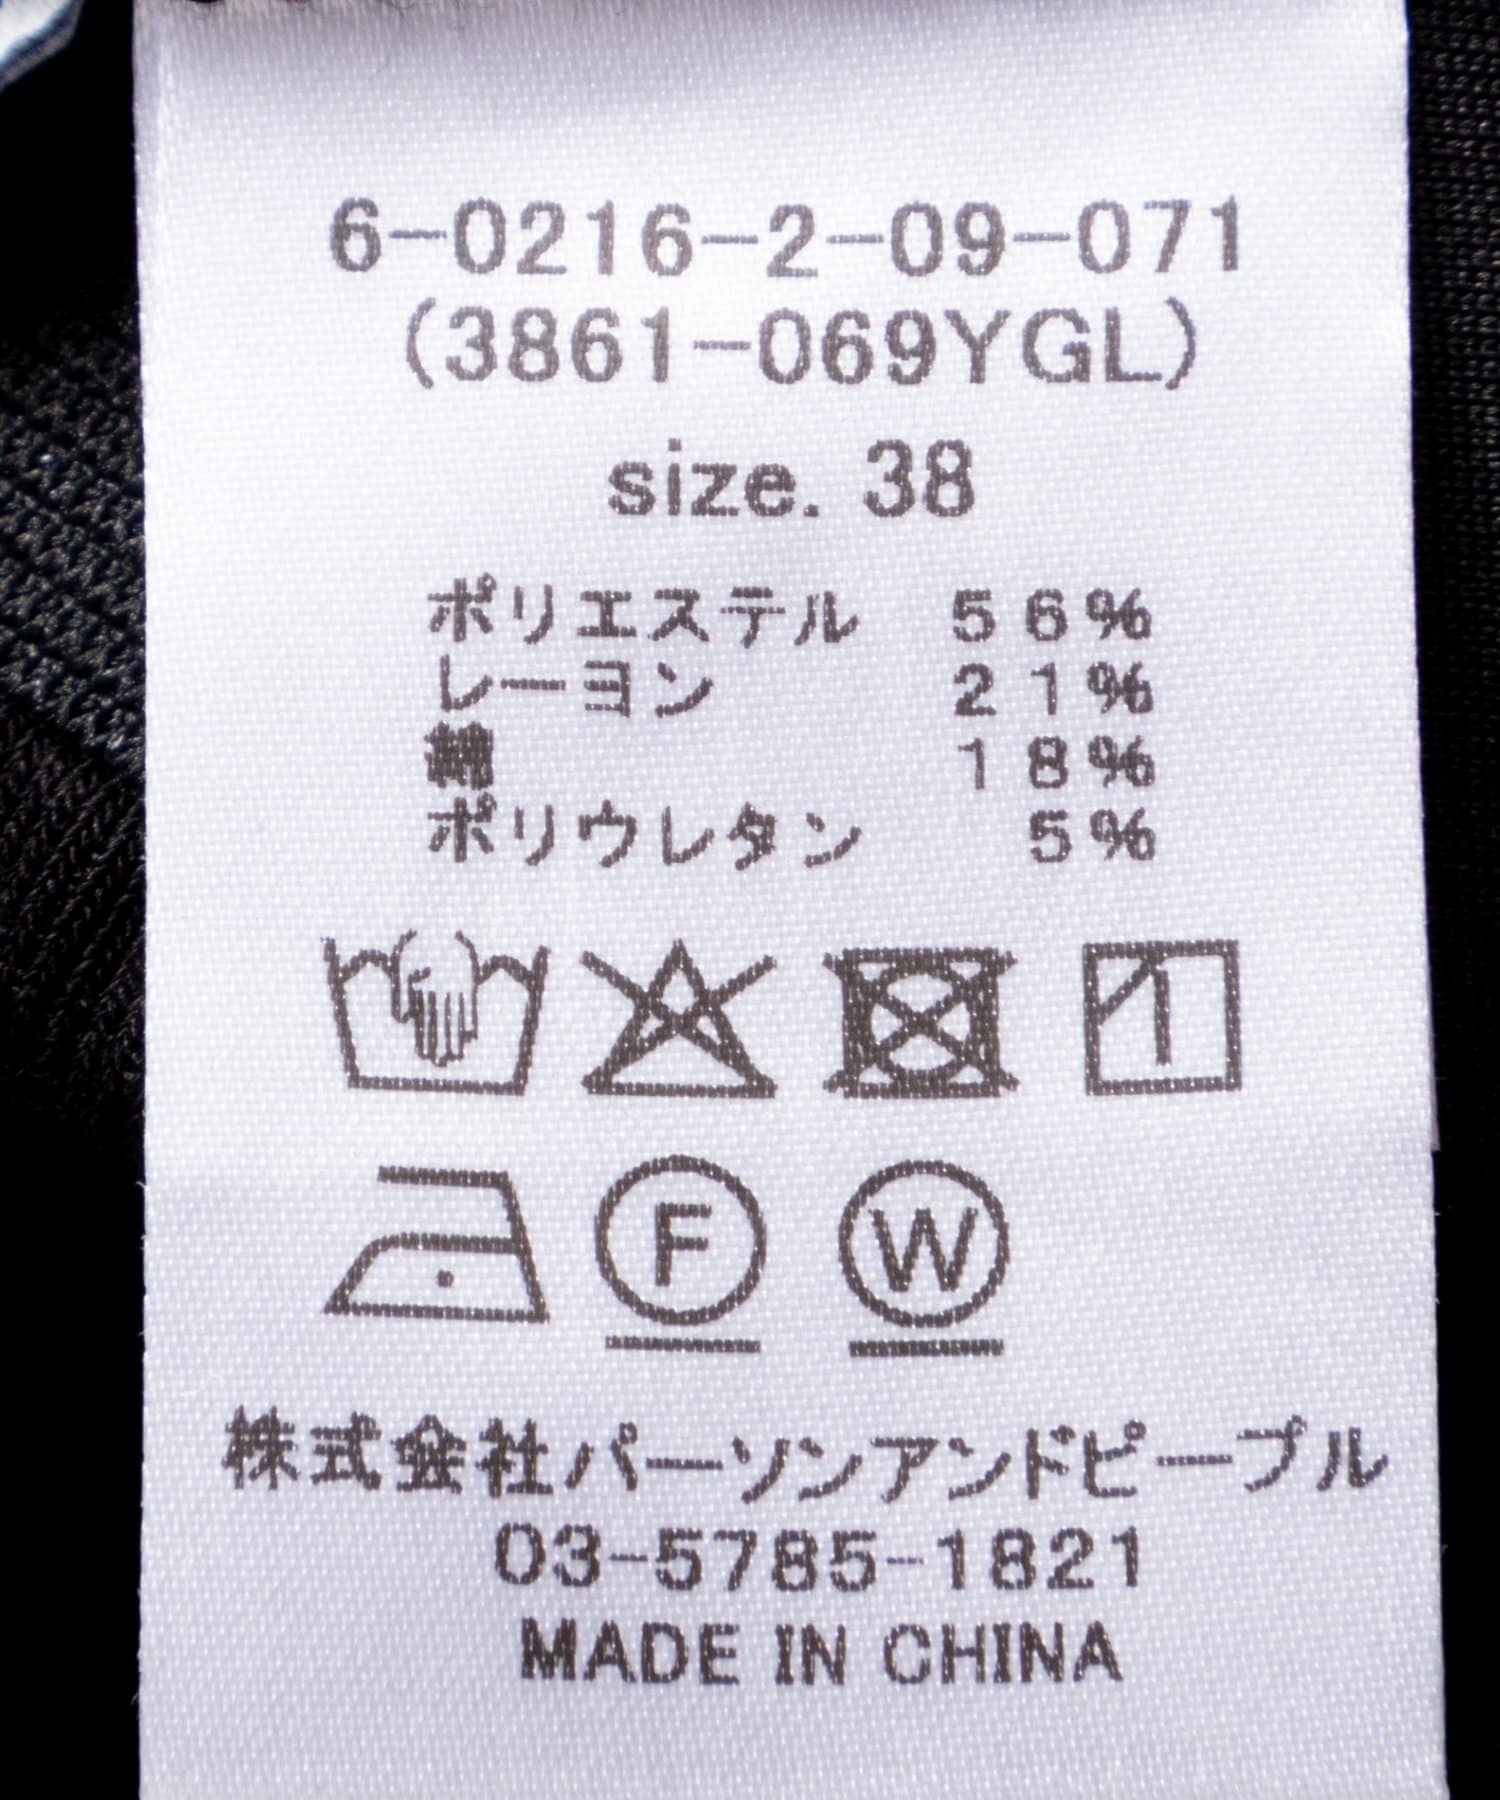 6-0216-2-09-071
(3861-069YGL)
size. 38
ポリエステル 56%
レーヨン 21%
綿 18%
ポリウレタン 5%
F W
株式会社パーソンアンドピープル
03-5785-1821
MADE IN CHINA